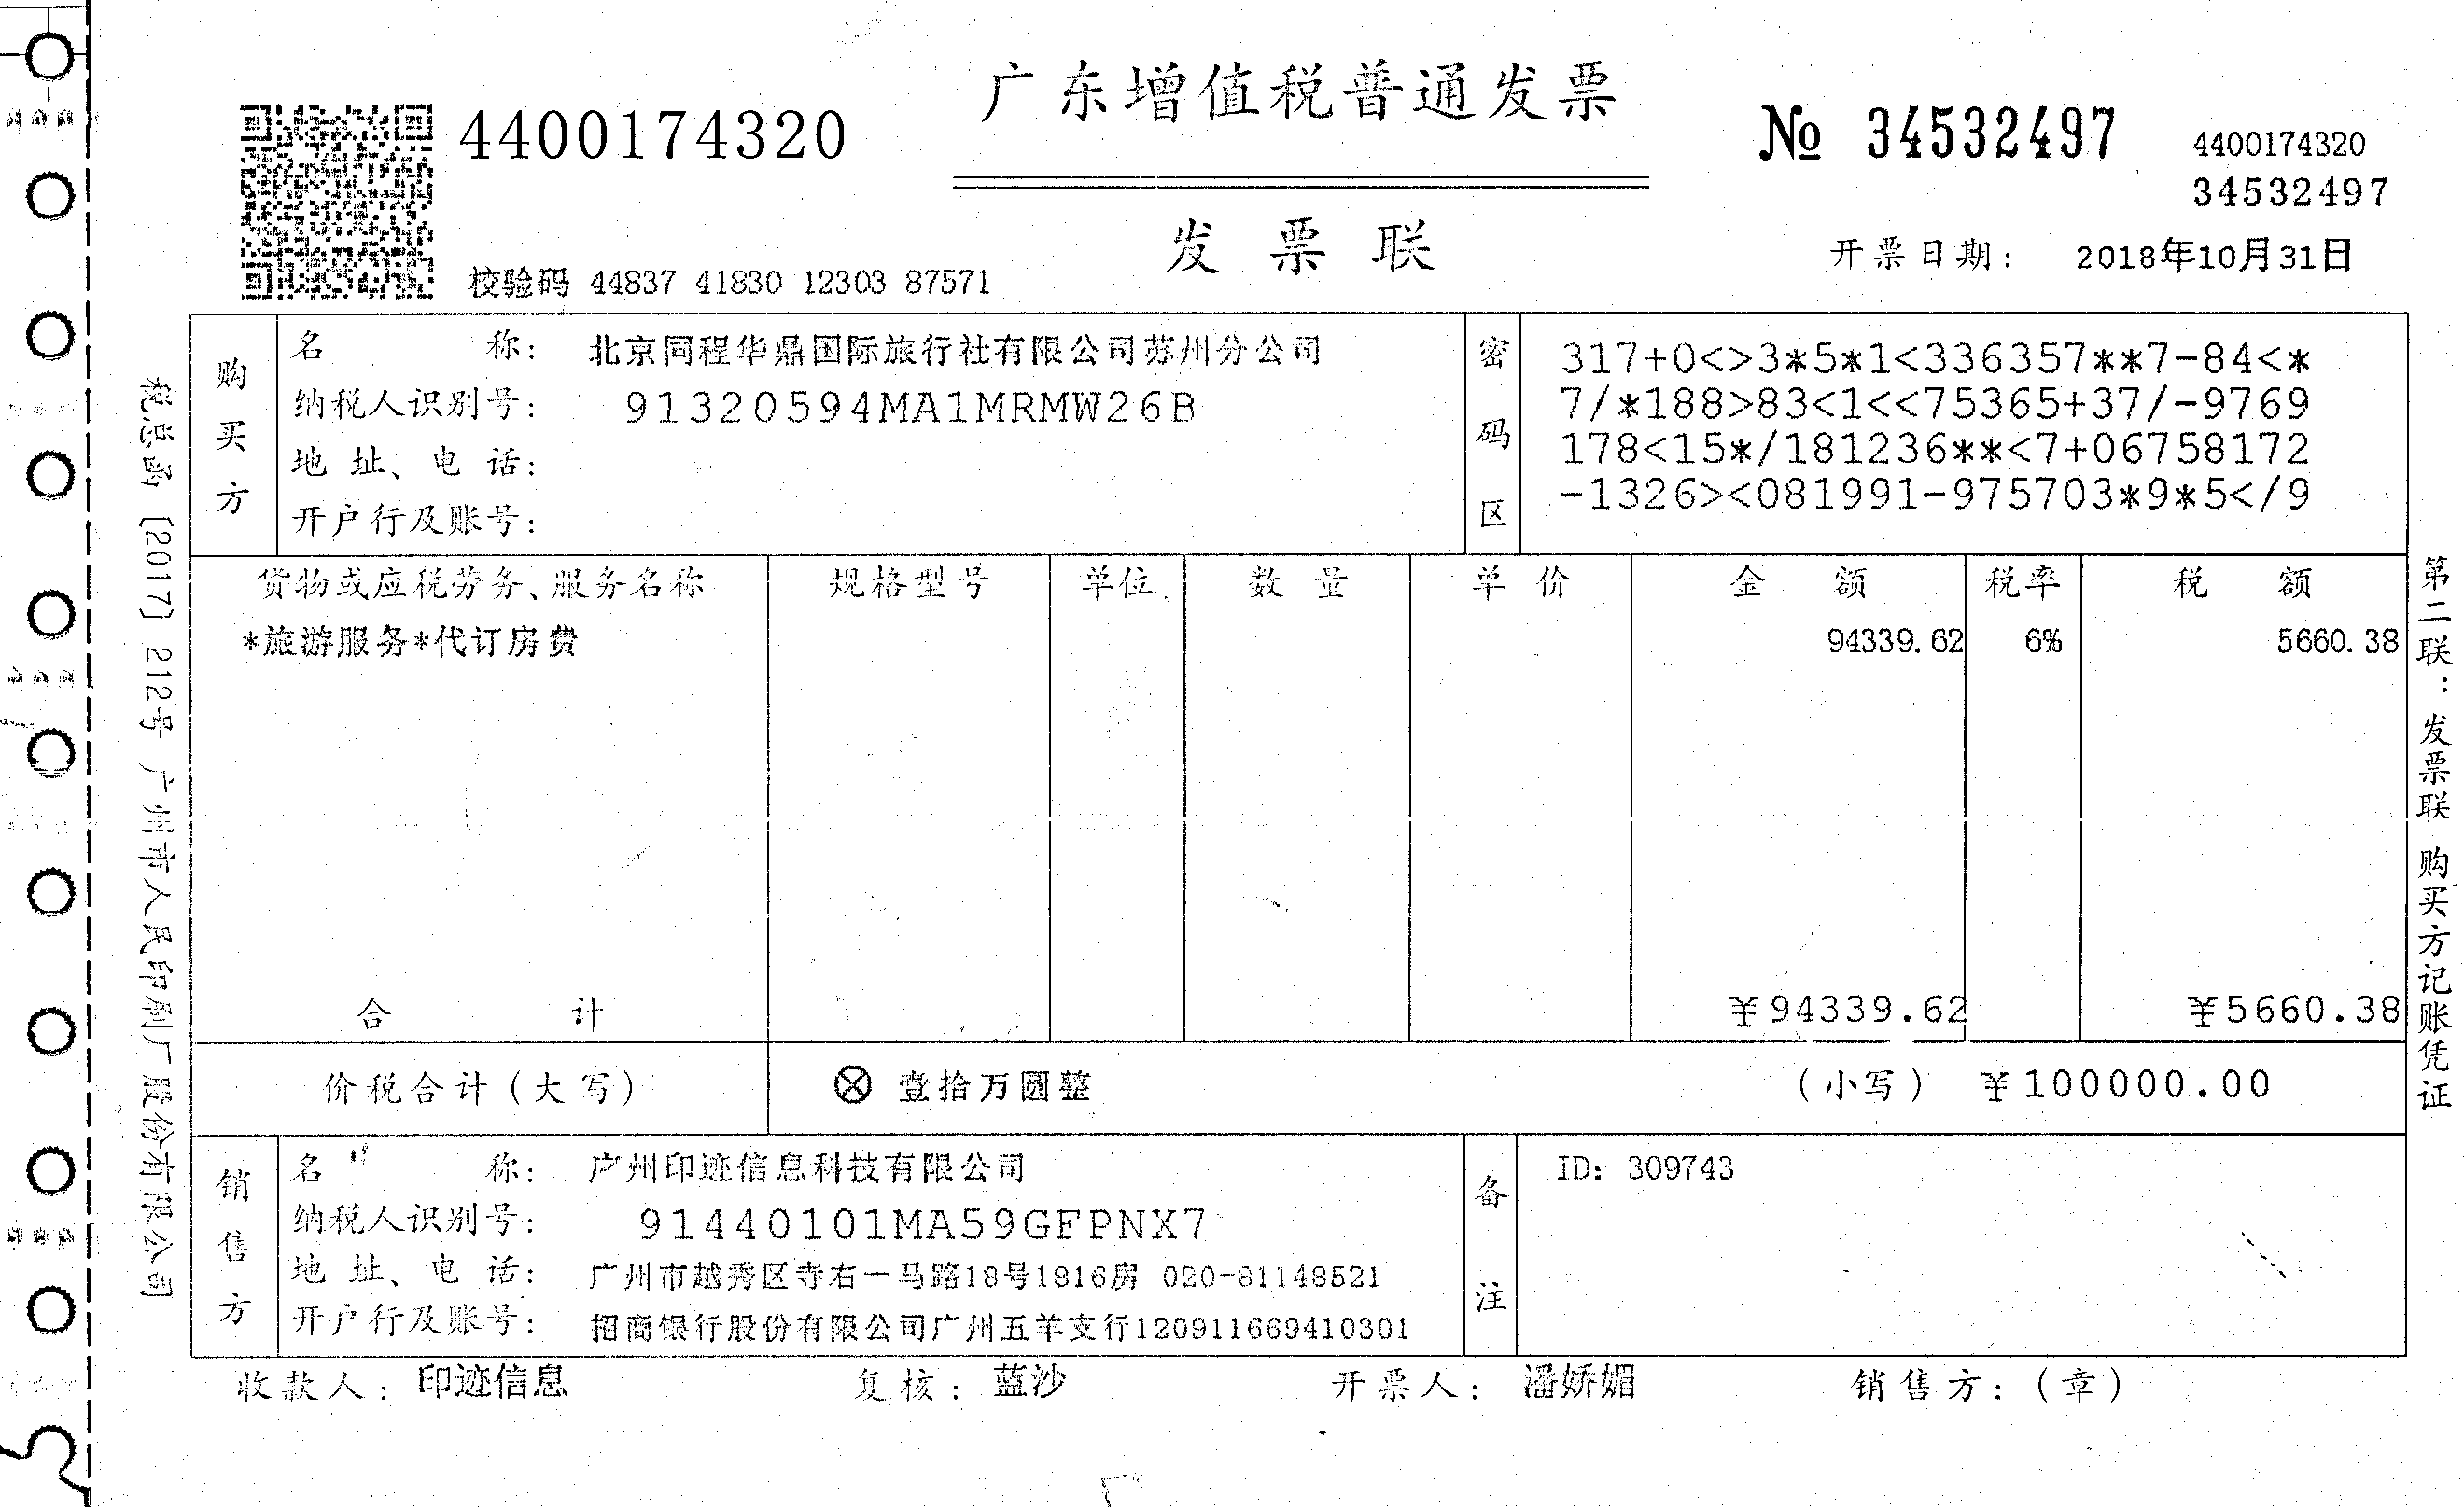 广东增值税普通发票
4400174320
№ 34532497
4400174320
34532497
发票联
校验码 44837 41830 12303 87571
开票日期： 2018年10月31日
税总函〔2017〕212号 广州市人民印刷厂股份有限公司
购买方
名 称： 北京同程华鼎国际旅行社有限公司苏州分公司
纳税人识别号： 91320594MA1MRMW26B
地 址、电 话：
开户行及账号：
密码区
317+0<>3*5*1<336357**7-84<*
7/*188>83<1<<75365+37/-9769
178<15*/181236**<7+06758172
-1326><081991-975703*9*5</9
货物或应税劳务、服务名称 规格型号 单位 数 量 单 价 金 额 税率 税 额
*旅游服务*代订房费 94339.62 6% 5660.38
合 计 ¥94339.62 ¥5660.38
价税合计（大写） ⊗ 壹拾万圆整 （小写） ¥100000.00
销售方
名 称： 广州印迹信息科技有限公司
纳税人识别号： 91440101MA59GFPNX7
地 址、电 话： 广州市越秀区寺右一马路18号1816房 020-81148521
开户行及账号： 招商银行股份有限公司广州五羊支行120911669410301
备注
ID: 309743
收款人： 印迹信息 复核： 蓝沙 开票人： 潘娇媚 销售方：（章）
第二联：发票联 购买方记账凭证